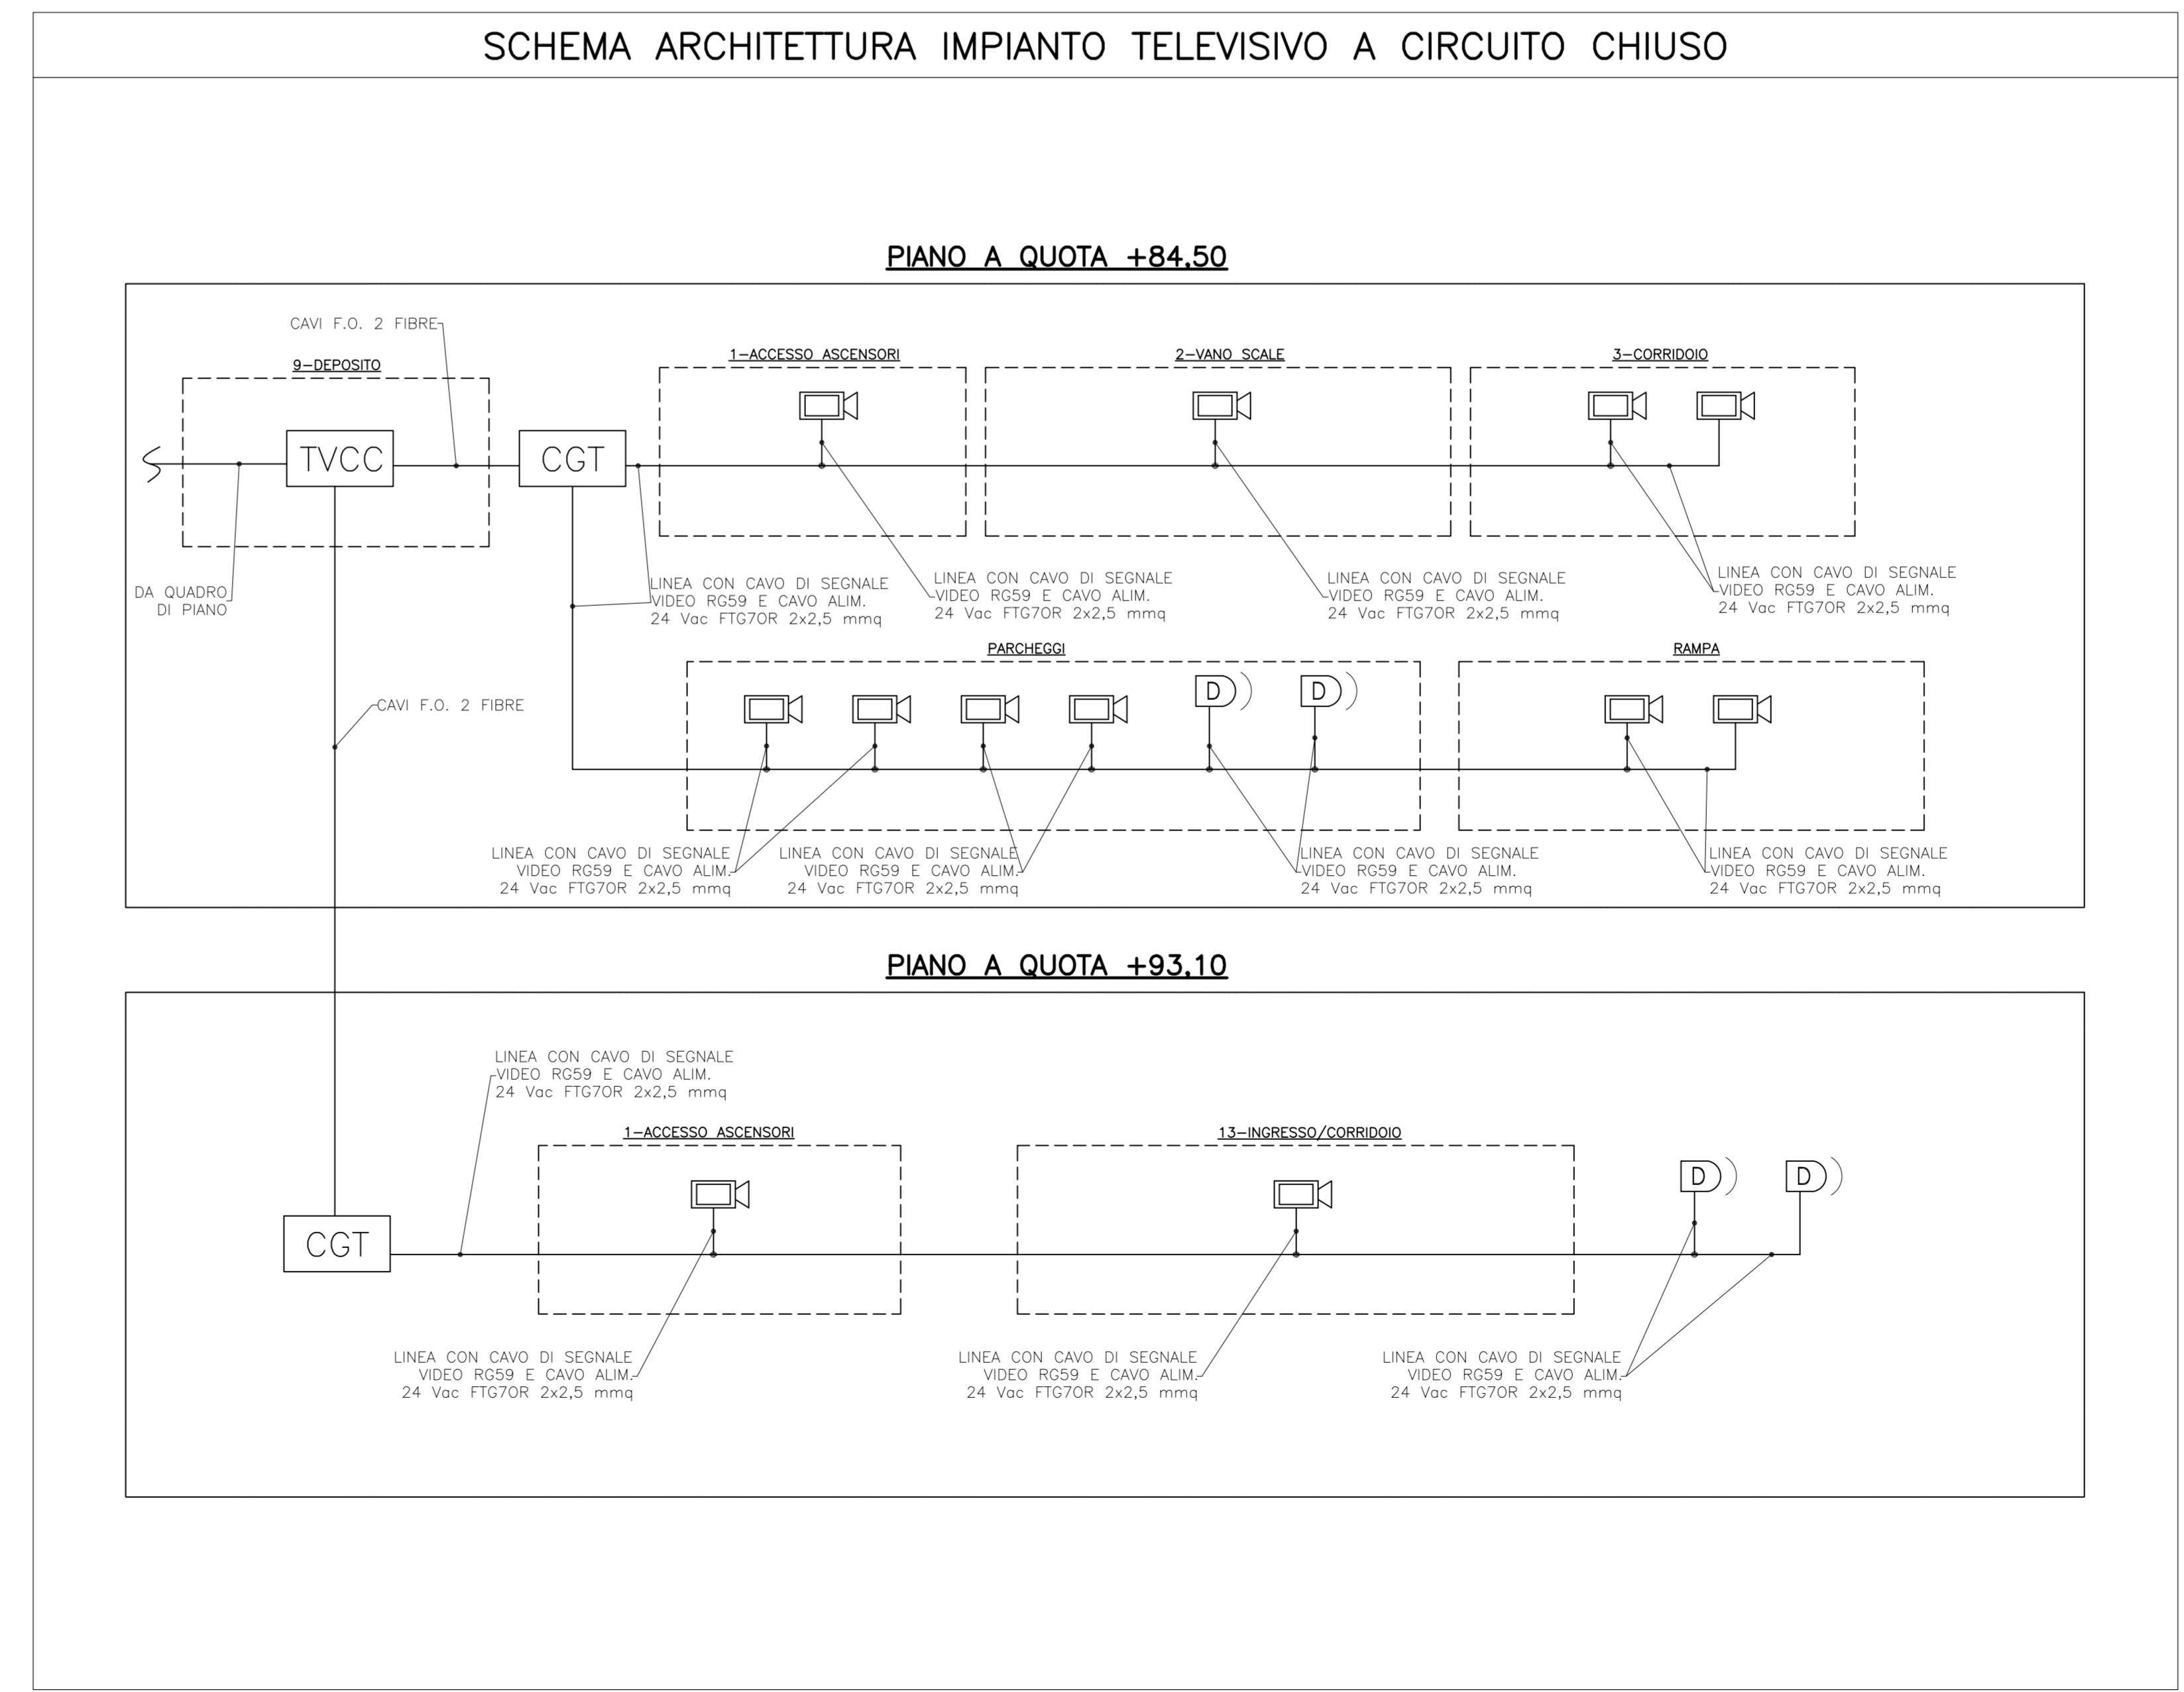 SCHEMA ARCHITETTURA IMPIANTO TELEVISIVO A CIRCUITO CHIUSO
PIANO A QUOTA +84,50
CAVI F.O. 2 FIBRE
9-DEPOSITO
1-ACCESSO ASCENSORI
2-VANO SCALE
3-CORRIDOIO
TVCC
CGT
DA QUADRO
DI PIANO
LINEA CON CAVO DI SEGNALE
VIDEO RG59 E CAVO ALIM.
24 Vac FTG7OR 2x2,5 mmq
LINEA CON CAVO DI SEGNALE
VIDEO RG59 E CAVO ALIM.
24 Vac FTG7OR 2x2,5 mmq
LINEA CON CAVO DI SEGNALE
VIDEO RG59 E CAVO ALIM.
24 Vac FTG7OR 2x2,5 mmq
LINEA CON CAVO DI SEGNALE
VIDEO RG59 E CAVO ALIM.
24 Vac FTG7OR 2x2,5 mmq
PARCHEGGI
RAMPA
D
D
CAVI F.O. 2 FIBRE
LINEA CON CAVO DI SEGNALE
VIDEO RG59 E CAVO ALIM.
24 Vac FTG7OR 2x2,5 mmq
LINEA CON CAVO DI SEGNALE
VIDEO RG59 E CAVO ALIM.
24 Vac FTG7OR 2x2,5 mmq
LINEA CON CAVO DI SEGNALE
VIDEO RG59 E CAVO ALIM.
24 Vac FTG7OR 2x2,5 mmq
LINEA CON CAVO DI SEGNALE
VIDEO RG59 E CAVO ALIM.
24 Vac FTG7OR 2x2,5 mmq
PIANO A QUOTA +93,10
LINEA CON CAVO DI SEGNALE
VIDEO RG59 E CAVO ALIM.
24 Vac FTG7OR 2x2,5 mmq
1-ACCESSO ASCENSORI
13-INGRESSO/CORRIDOIO
D
D
CGT
LINEA CON CAVO DI SEGNALE
VIDEO RG59 E CAVO ALIM.
24 Vac FTG7OR 2x2,5 mmq
LINEA CON CAVO DI SEGNALE
VIDEO RG59 E CAVO ALIM.
24 Vac FTG7OR 2x2,5 mmq
LINEA CON CAVO DI SEGNALE
VIDEO RG59 E CAVO ALIM.
24 Vac FTG7OR 2x2,5 mmq